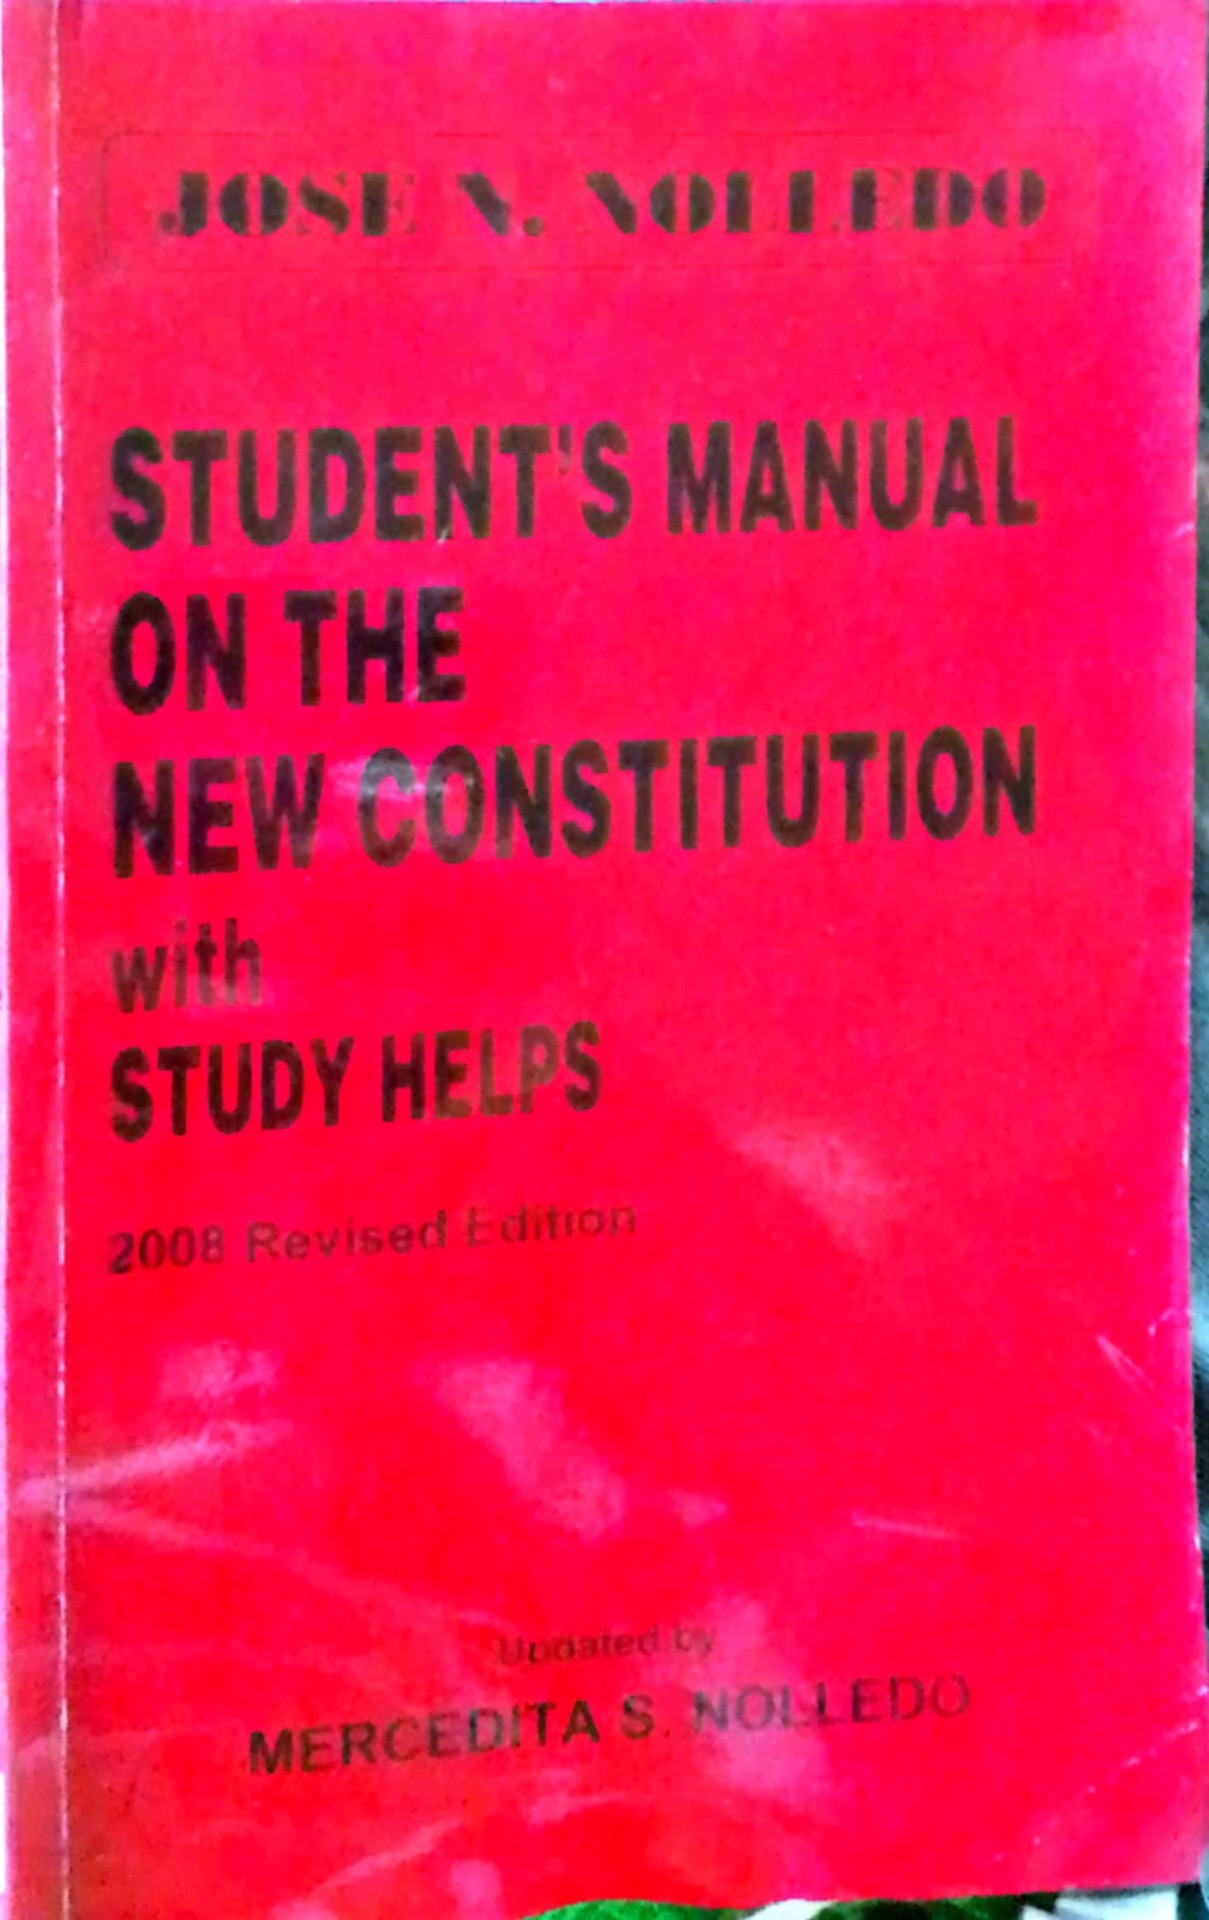 JOSE N. NOLLEDO
STUDENT'S MANUAL
ON THE
NEW CONSTITUTION
with
STUDY HELPS
2008 Revised Edition
Updated by
MERCEDITA S. NOLLEDO